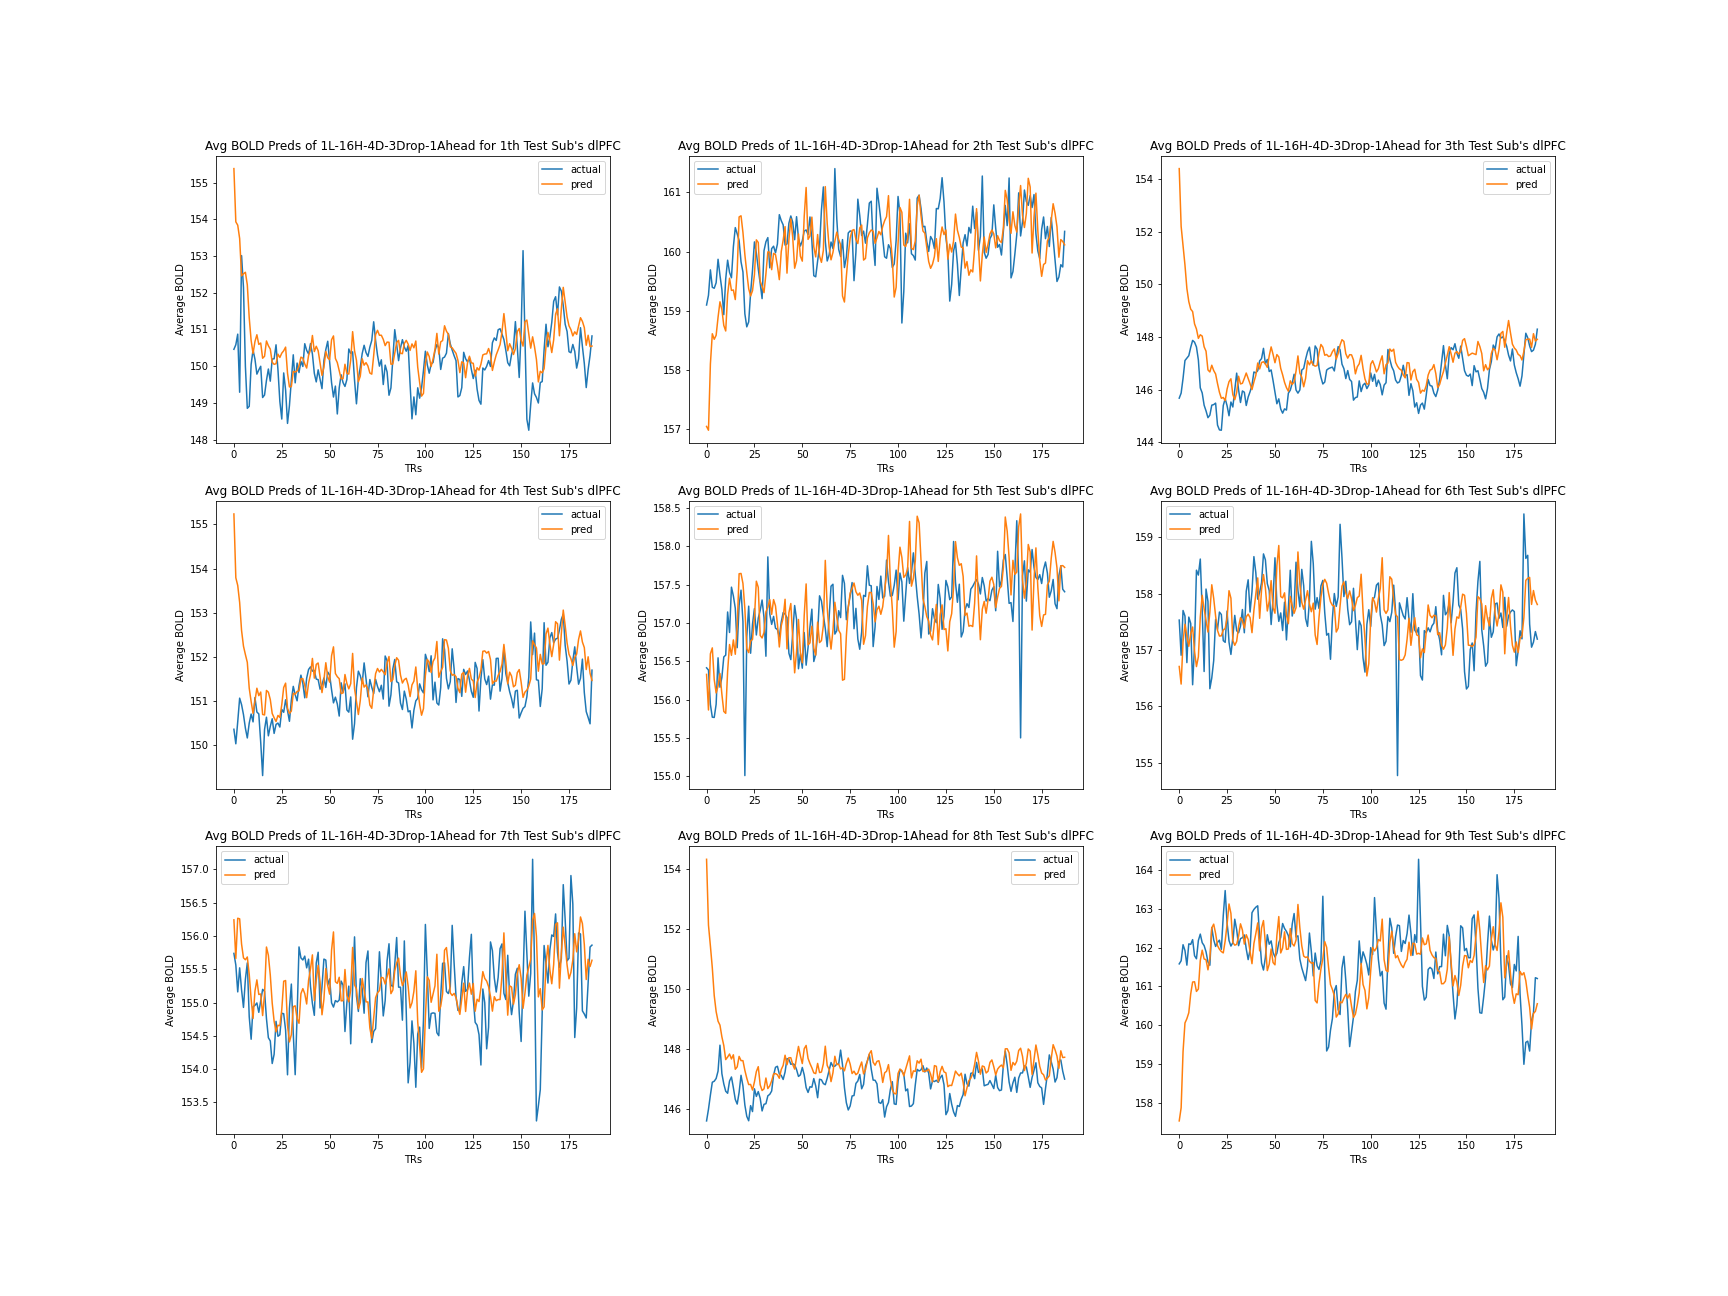 Avg BOLD Preds of 1L-16H-4D-3Drop-1Ahead for 1th Test Sub's dlPFC
actual
pred
155
154
153
152
151
150
149
148
Average BOLD
0 25 50 75 100 125 150 175
TRs
Avg BOLD Preds of 1L-16H-4D-3Drop-1Ahead for 2th Test Sub's dlPFC
actual
pred
161
160
159
158
157
Average BOLD
0 25 50 75 100 125 150 175
TRs
Avg BOLD Preds of 1L-16H-4D-3Drop-1Ahead for 3th Test Sub's dlPFC
actual
pred
154
152
150
148
146
144
Average BOLD
0 25 50 75 100 125 150 175
TRs
Avg BOLD Preds of 1L-16H-4D-3Drop-1Ahead for 4th Test Sub's dlPFC
actual
pred
155
154
153
152
151
150
Average BOLD
0 25 50 75 100 125 150 175
TRs
Avg BOLD Preds of 1L-16H-4D-3Drop-1Ahead for 5th Test Sub's dlPFC
actual
pred
158.5
158.0
157.5
157.0
156.5
156.0
155.5
155.0
Average BOLD
0 25 50 75 100 125 150 175
TRs
Avg BOLD Preds of 1L-16H-4D-3Drop-1Ahead for 6th Test Sub's dlPFC
actual
pred
159
158
157
156
155
Average BOLD
0 25 50 75 100 125 150 175
TRs
Avg BOLD Preds of 1L-16H-4D-3Drop-1Ahead for 7th Test Sub's dlPFC
actual
pred
157.0
156.5
156.0
155.5
155.0
154.5
154.0
153.5
Average BOLD
0 25 50 75 100 125 150 175
TRs
Avg BOLD Preds of 1L-16H-4D-3Drop-1Ahead for 8th Test Sub's dlPFC
actual
pred
154
152
150
148
146
Average BOLD
0 25 50 75 100 125 150 175
TRs
Avg BOLD Preds of 1L-16H-4D-3Drop-1Ahead for 9th Test Sub's dlPFC
actual
pred
164
163
162
161
160
159
158
Average BOLD
0 25 50 75 100 125 150 175
TRs